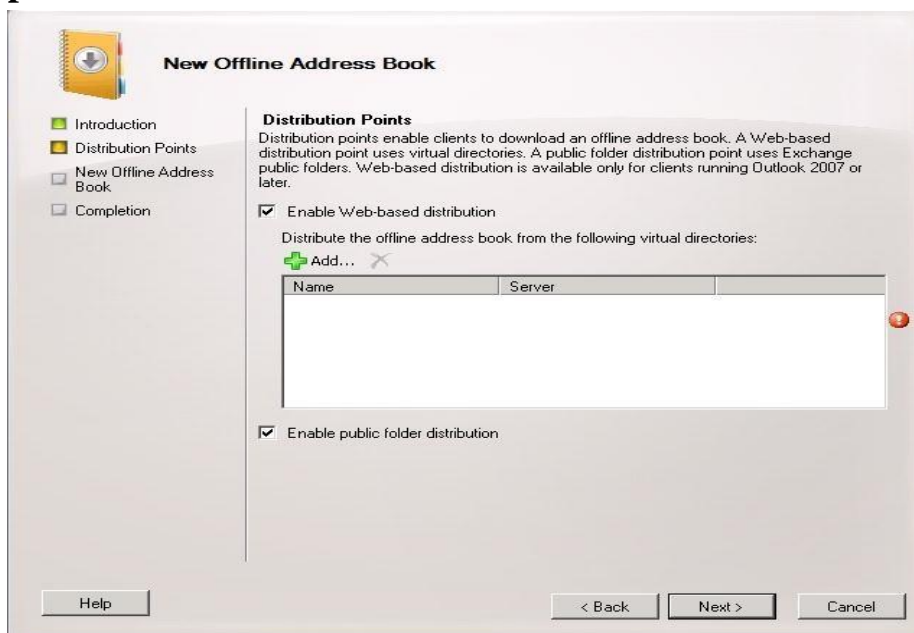 New Offline Address Book
Introduction
Distribution Points
New Offline Address
Book
Completion
Distribution Points
Distribution points enable clients to download an offline address book. A Web-based
distribution point uses virtual directories. A public folder distribution point uses Exchange
public folders. Web-based distribution is available only for clients running Outlook 2007 or
later.
Enable Web-based distribution
Distribute the offline address book from the following virtual directories:
Add...
Name Server
Enable public folder distribution
Help < Back Next > Cancel